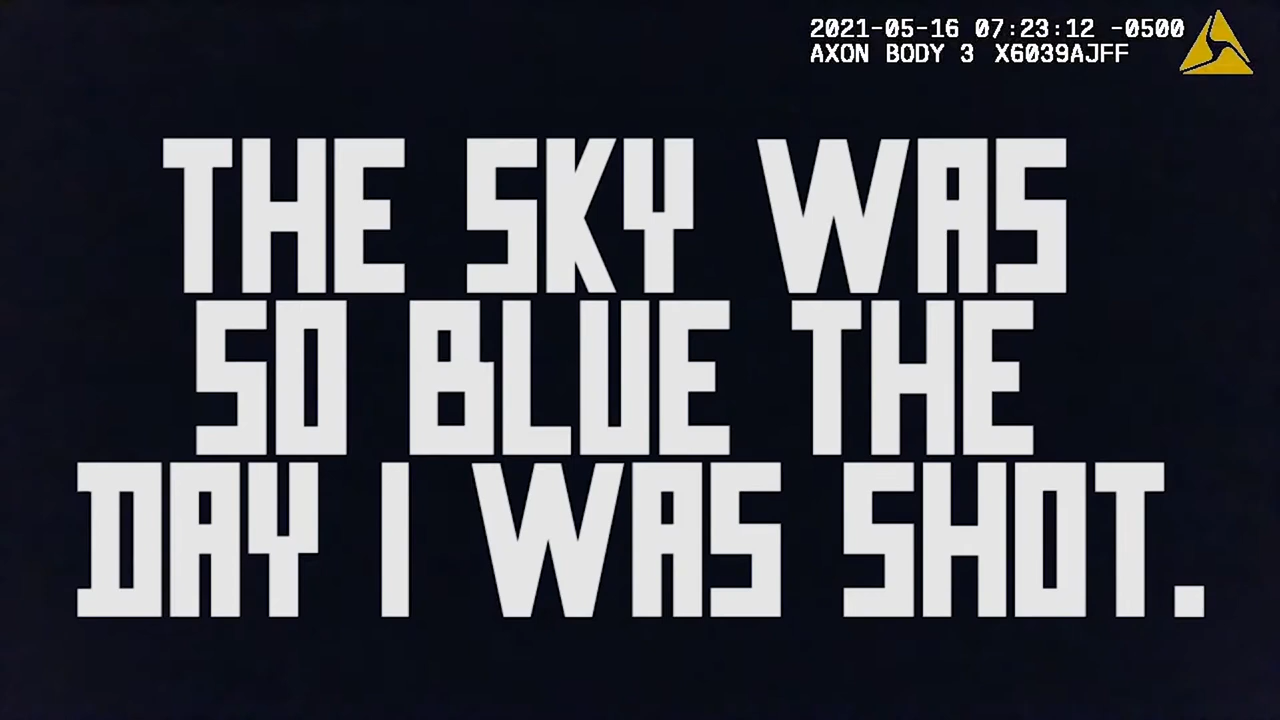 2021-05-16 07:23:12 -0500
AXON BODY 3 X6039AJFF
THE SKY WAS
SO BLUE THE
DAY I WAS SHOT.